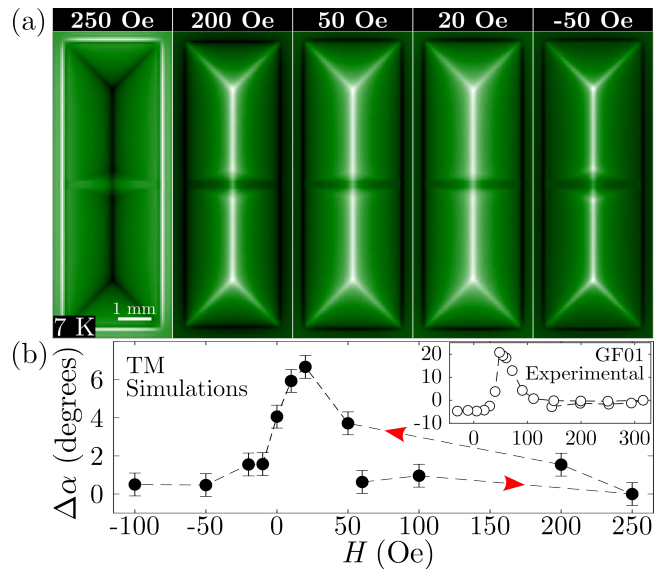 (a)
250 Oe 200 Oe 50 Oe 20 Oe -50 Oe
1 mm
7 K
(b)
TM
Simulations
GF01
Experimental
20
10
0
-10
0 100 200 300
Δα (degrees)
6
4
2
0
-100 -50 0 50 100 150 200 250
H (Oe)